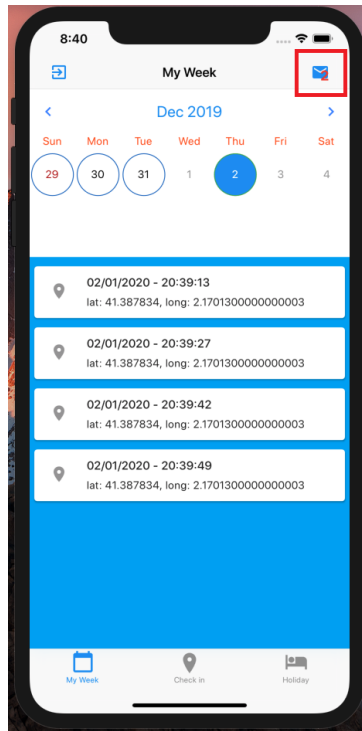 8:40
My Week
2
Dec 2019
Sun Mon Tue Wed Thu Fri Sat
29 30 31 1 2 3 4
02/01/2020 - 20:39:13
lat: 41.387834, long: 2.1701300000000003
02/01/2020 - 20:39:27
lat: 41.387834, long: 2.1701300000000003
02/01/2020 - 20:39:42
lat: 41.387834, long: 2.1701300000000003
02/01/2020 - 20:39:49
lat: 41.387834, long: 2.1701300000000003
My Week Check in Holiday